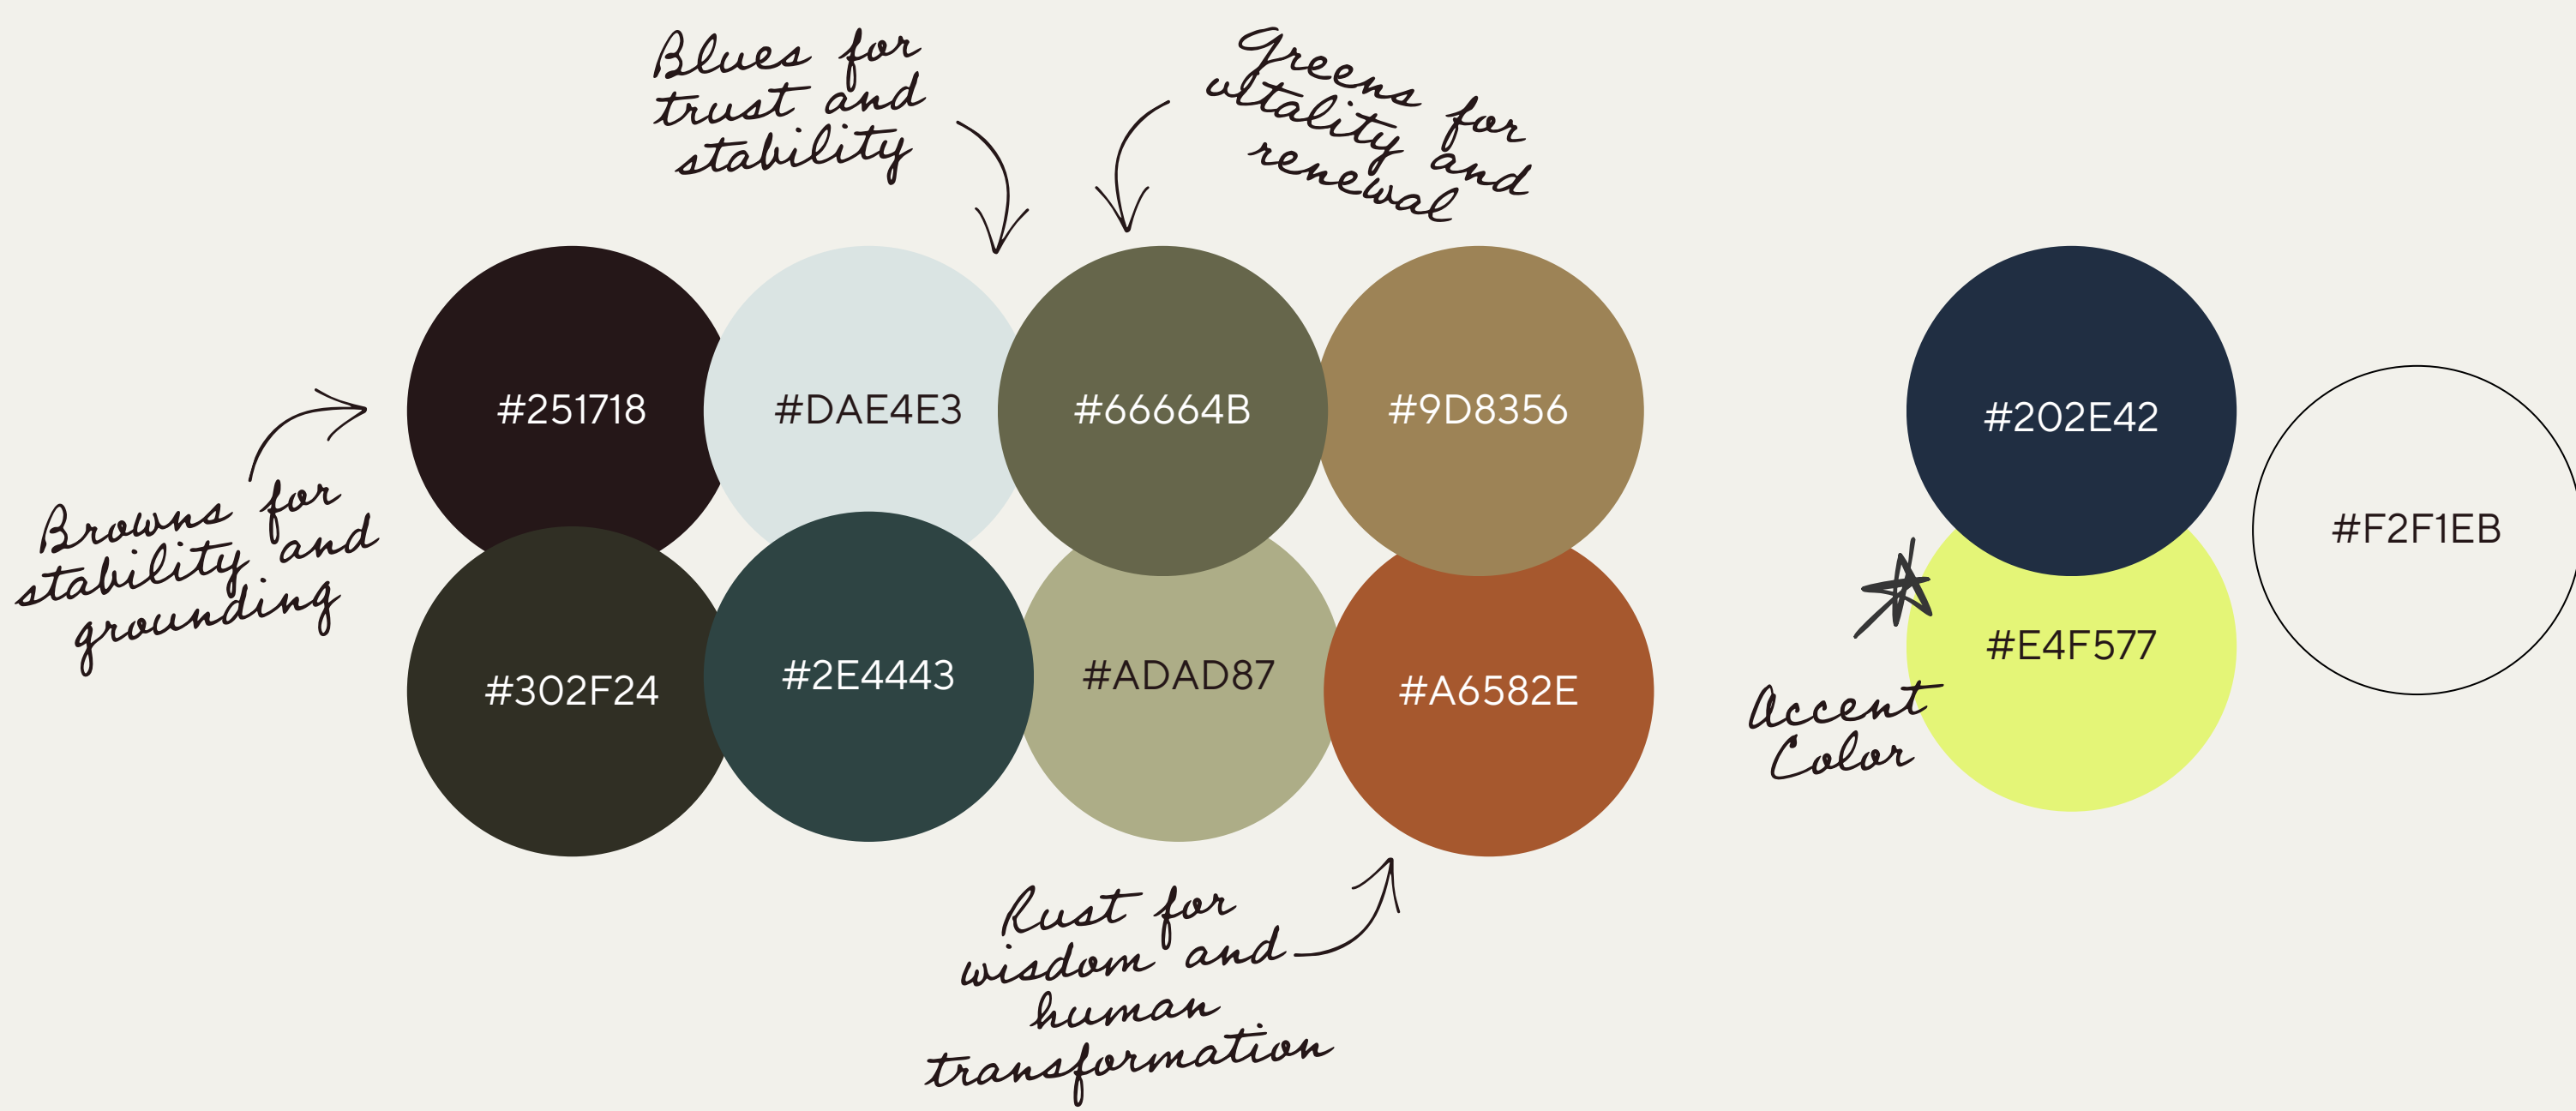 Blues for
trust and
stability
Greens for
vitality and
renewal
Browns for
stability and
grounding
#251718
#DAE4E3
#66664B
#9D8356
#302F24
#2E4443
#ADAD87
#A6582E
Rust for
wisdom and
human
transformation
#202E42
#E4F577
Accent
Color
#F2F1EB